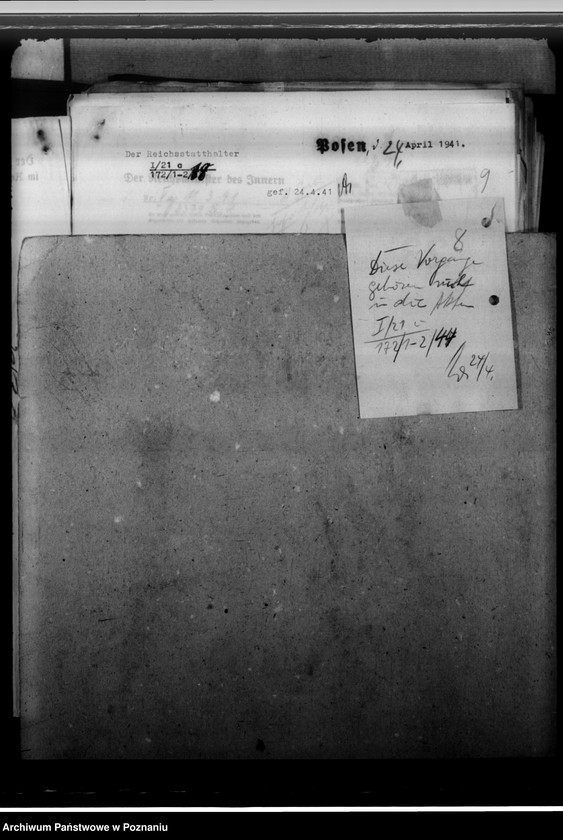 Der Reichsstatthalter
I/21 c
172/1-2/18
Posen, d. 24 April 1941.
Der Reichsminister des Innern
gef. 24.4.41
9
8
Diese Vorgänge
gehören nicht
in die Akten
I/21 c
172/1-2/44
24/4.
Archiwum Państwowe w Poznaniu